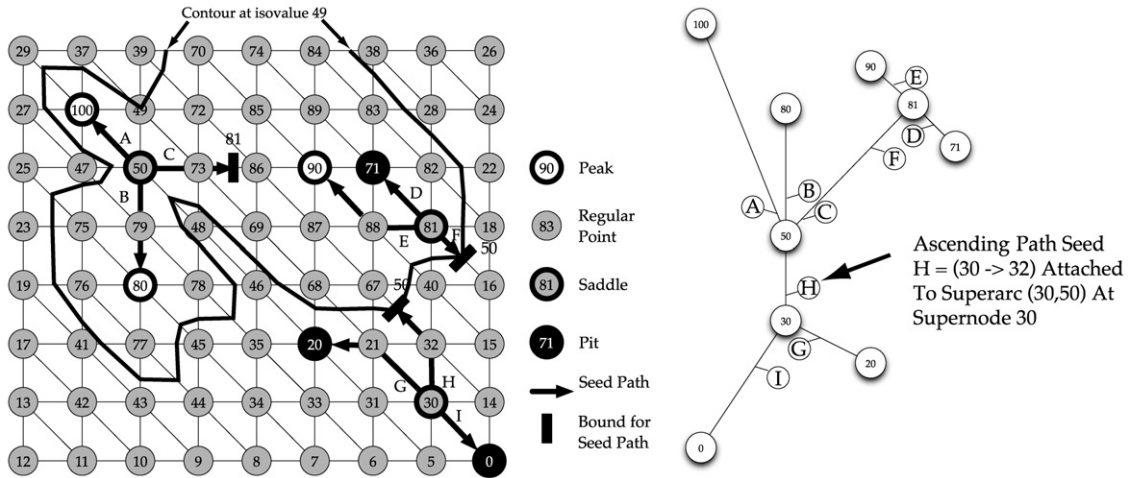 Contour at isovalue 49
29 37 39 70 74 84 38 36 26
27 100 49 72 85 89 83 28 24
A
81
C
25 47 50 73 86 90 71 82 22
B
D
23 75 79 48 69 87 88 81 18
E
F
50
50
19 76 80 78 46 68 67 40 16
17 41 77 45 35 20 21 32 15
G
H
13 42 43 44 34 33 31 30 14
I
12 11 10 9 8 7 6 5 0
90 Peak
83 Regular
Point
81 Saddle
71 Pit
Seed Path
Bound for
Seed Path
100
90
E
80
81
D
71
F
B
A
C
50
H
30
G
20
I
0
Ascending Path Seed
H = (30 -> 32) Attached
To Superarc (30,50) At
Supernode 30